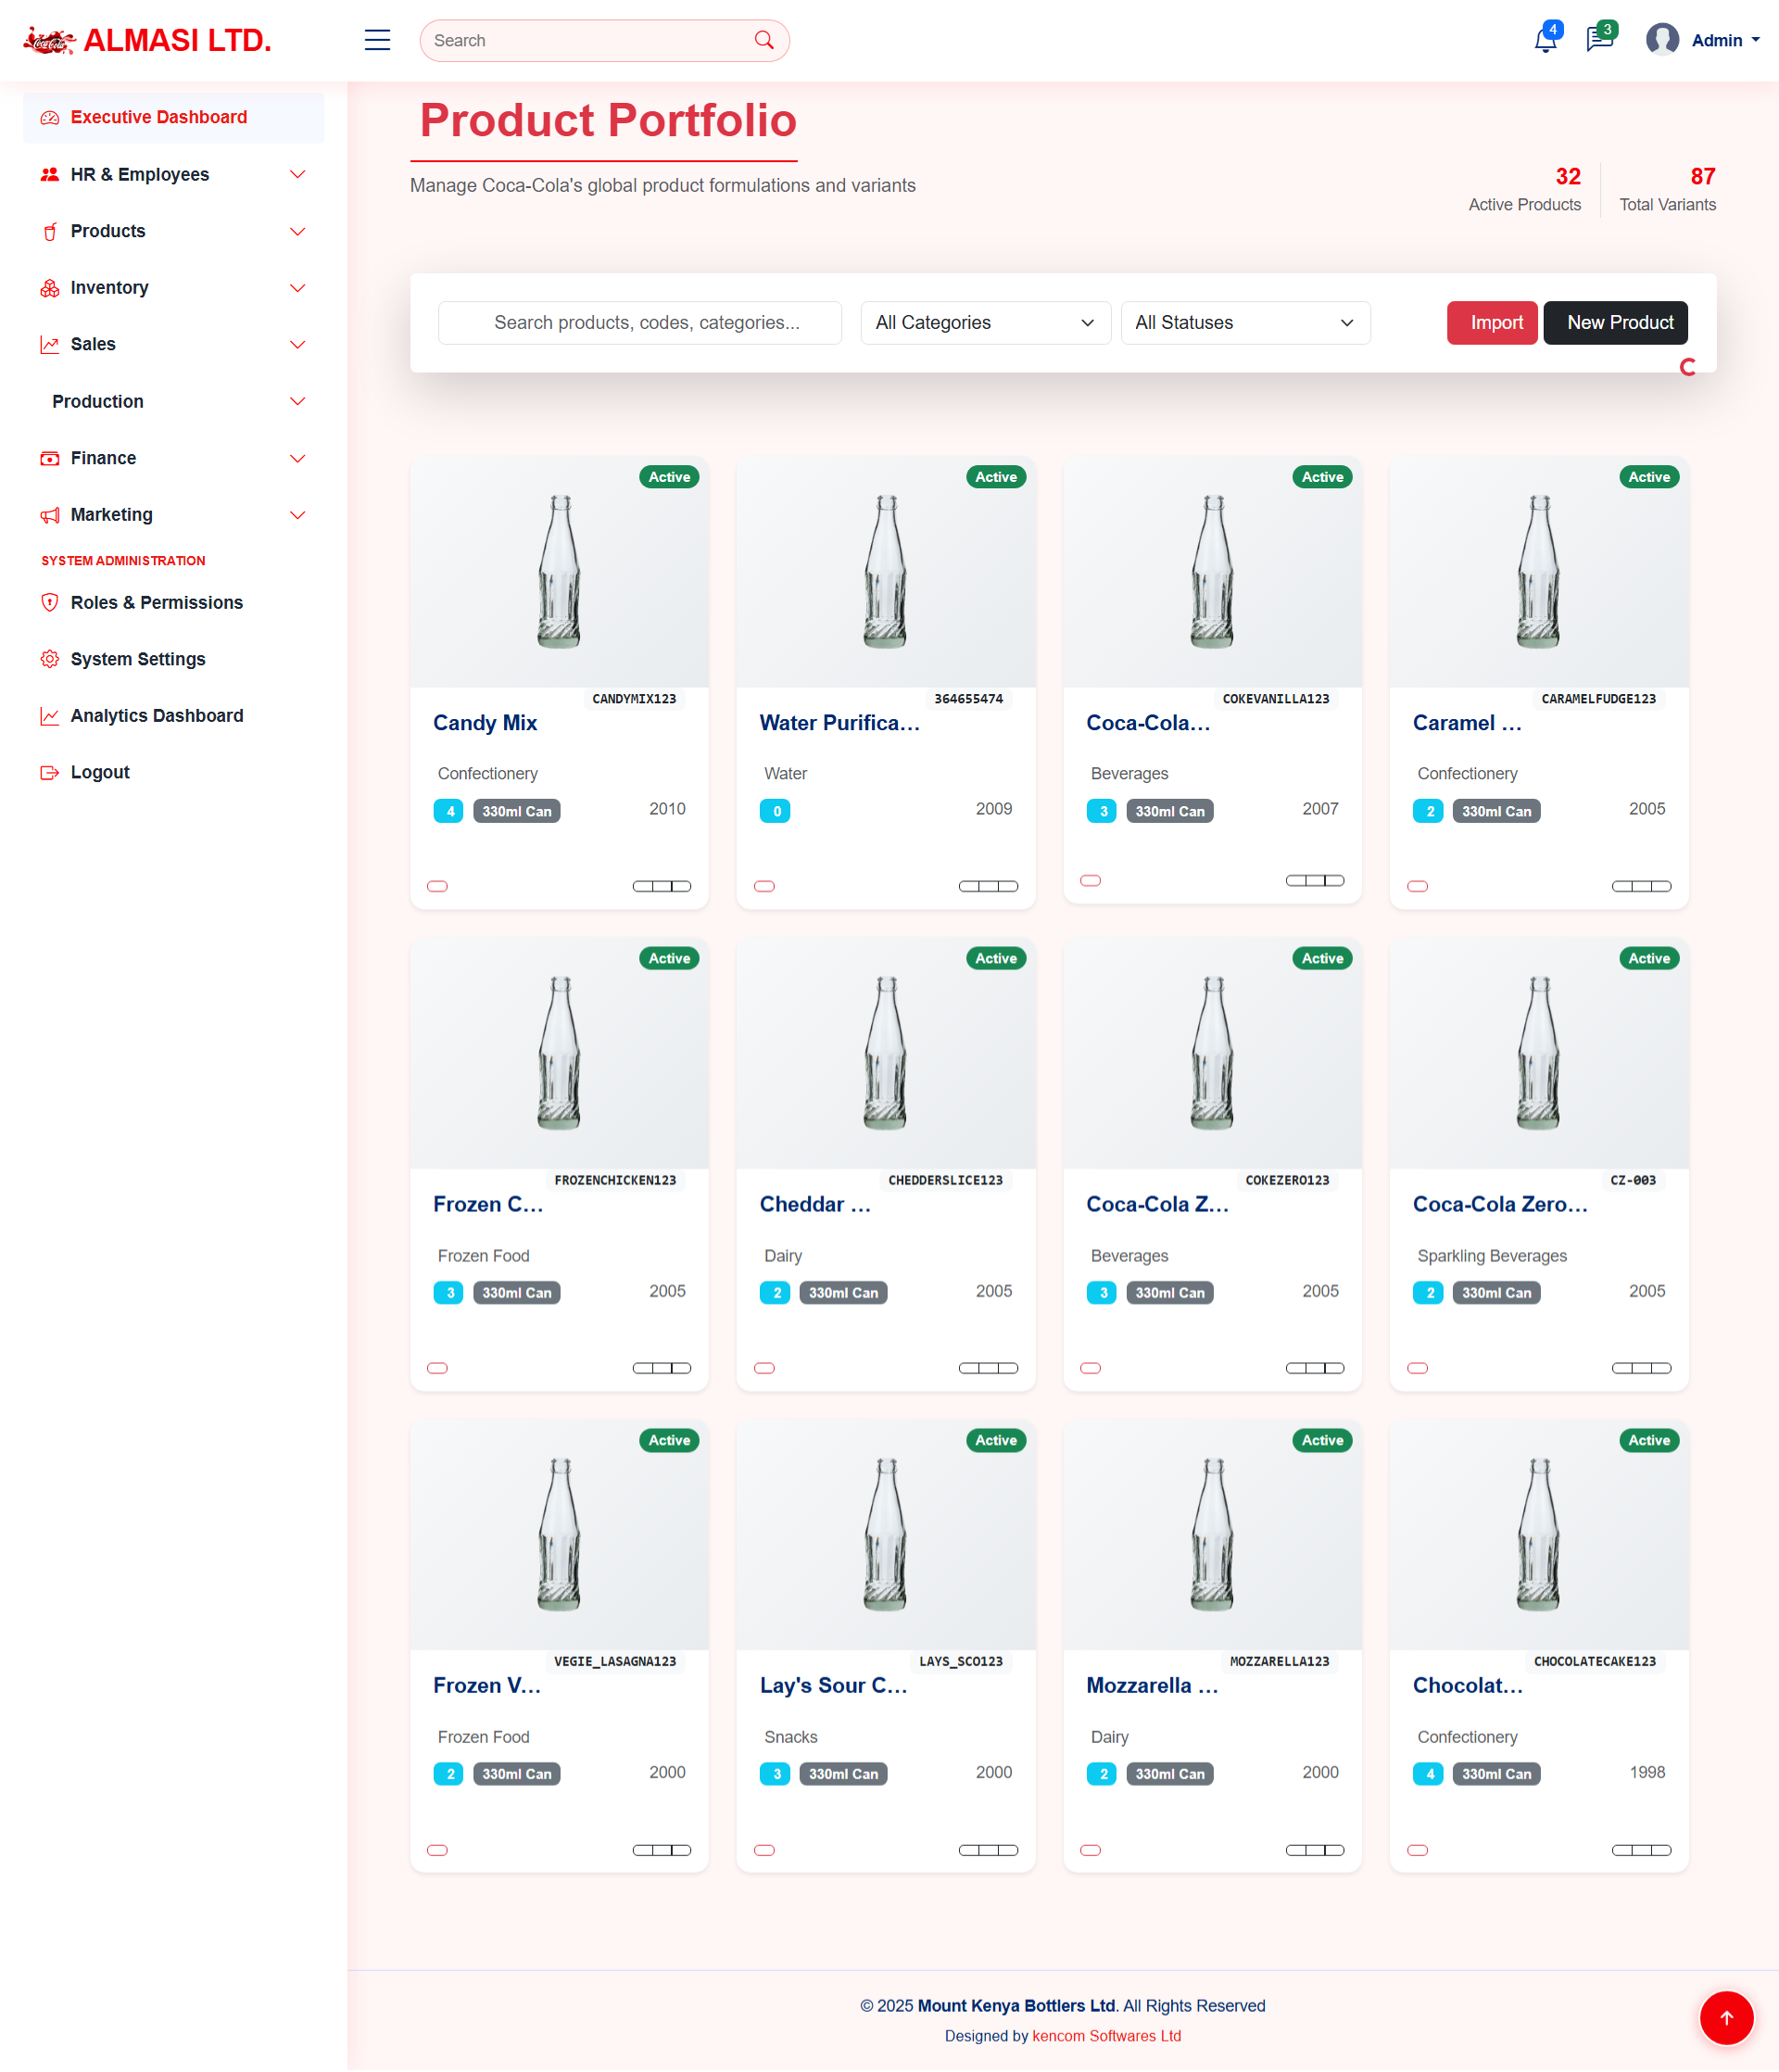 Coca-Cola ALMASI LTD.
Search
4
3
Admin
Executive Dashboard
HR & Employees
Products
Inventory
Sales
Production
Finance
Marketing
SYSTEM ADMINISTRATION
Roles & Permissions
System Settings
Analytics Dashboard
Logout
Product Portfolio
Manage Coca-Cola's global product formulations and variants
32
Active Products
87
Total Variants
Search products, codes, categories...
All Categories
All Statuses
Import
New Product
Active
CANDYMIX123
Candy Mix
Confectionery
4 330ml Can 2010
Active
364655474
Water Purifica...
Water
0 2009
Active
COKEVANILLA123
Coca-Cola...
Beverages
3 330ml Can 2007
Active
CARAMELFUDGE123
Caramel ...
Confectionery
2 330ml Can 2005
Active
FROZENCHICKEN123
Frozen C...
Frozen Food
3 330ml Can 2005
Active
CHEDDERSLICE123
Cheddar ...
Dairy
2 330ml Can 2005
Active
COKEZERO123
Coca-Cola Z...
Beverages
3 330ml Can 2005
Active
CZ-003
Coca-Cola Zero...
Sparkling Beverages
2 330ml Can 2005
Active
VEGIE_LASAGNA123
Frozen V...
Frozen Food
2 330ml Can 2000
Active
LAYS_SCO123
Lay's Sour C...
Snacks
3 330ml Can 2000
Active
MOZZARELLA123
Mozzarella ...
Dairy
2 330ml Can 2000
Active
CHOCOLATECAKE123
Chocolat...
Confectionery
4 330ml Can 1998
© 2025 Mount Kenya Bottlers Ltd. All Rights Reserved
Designed by kencom Softwares Ltd